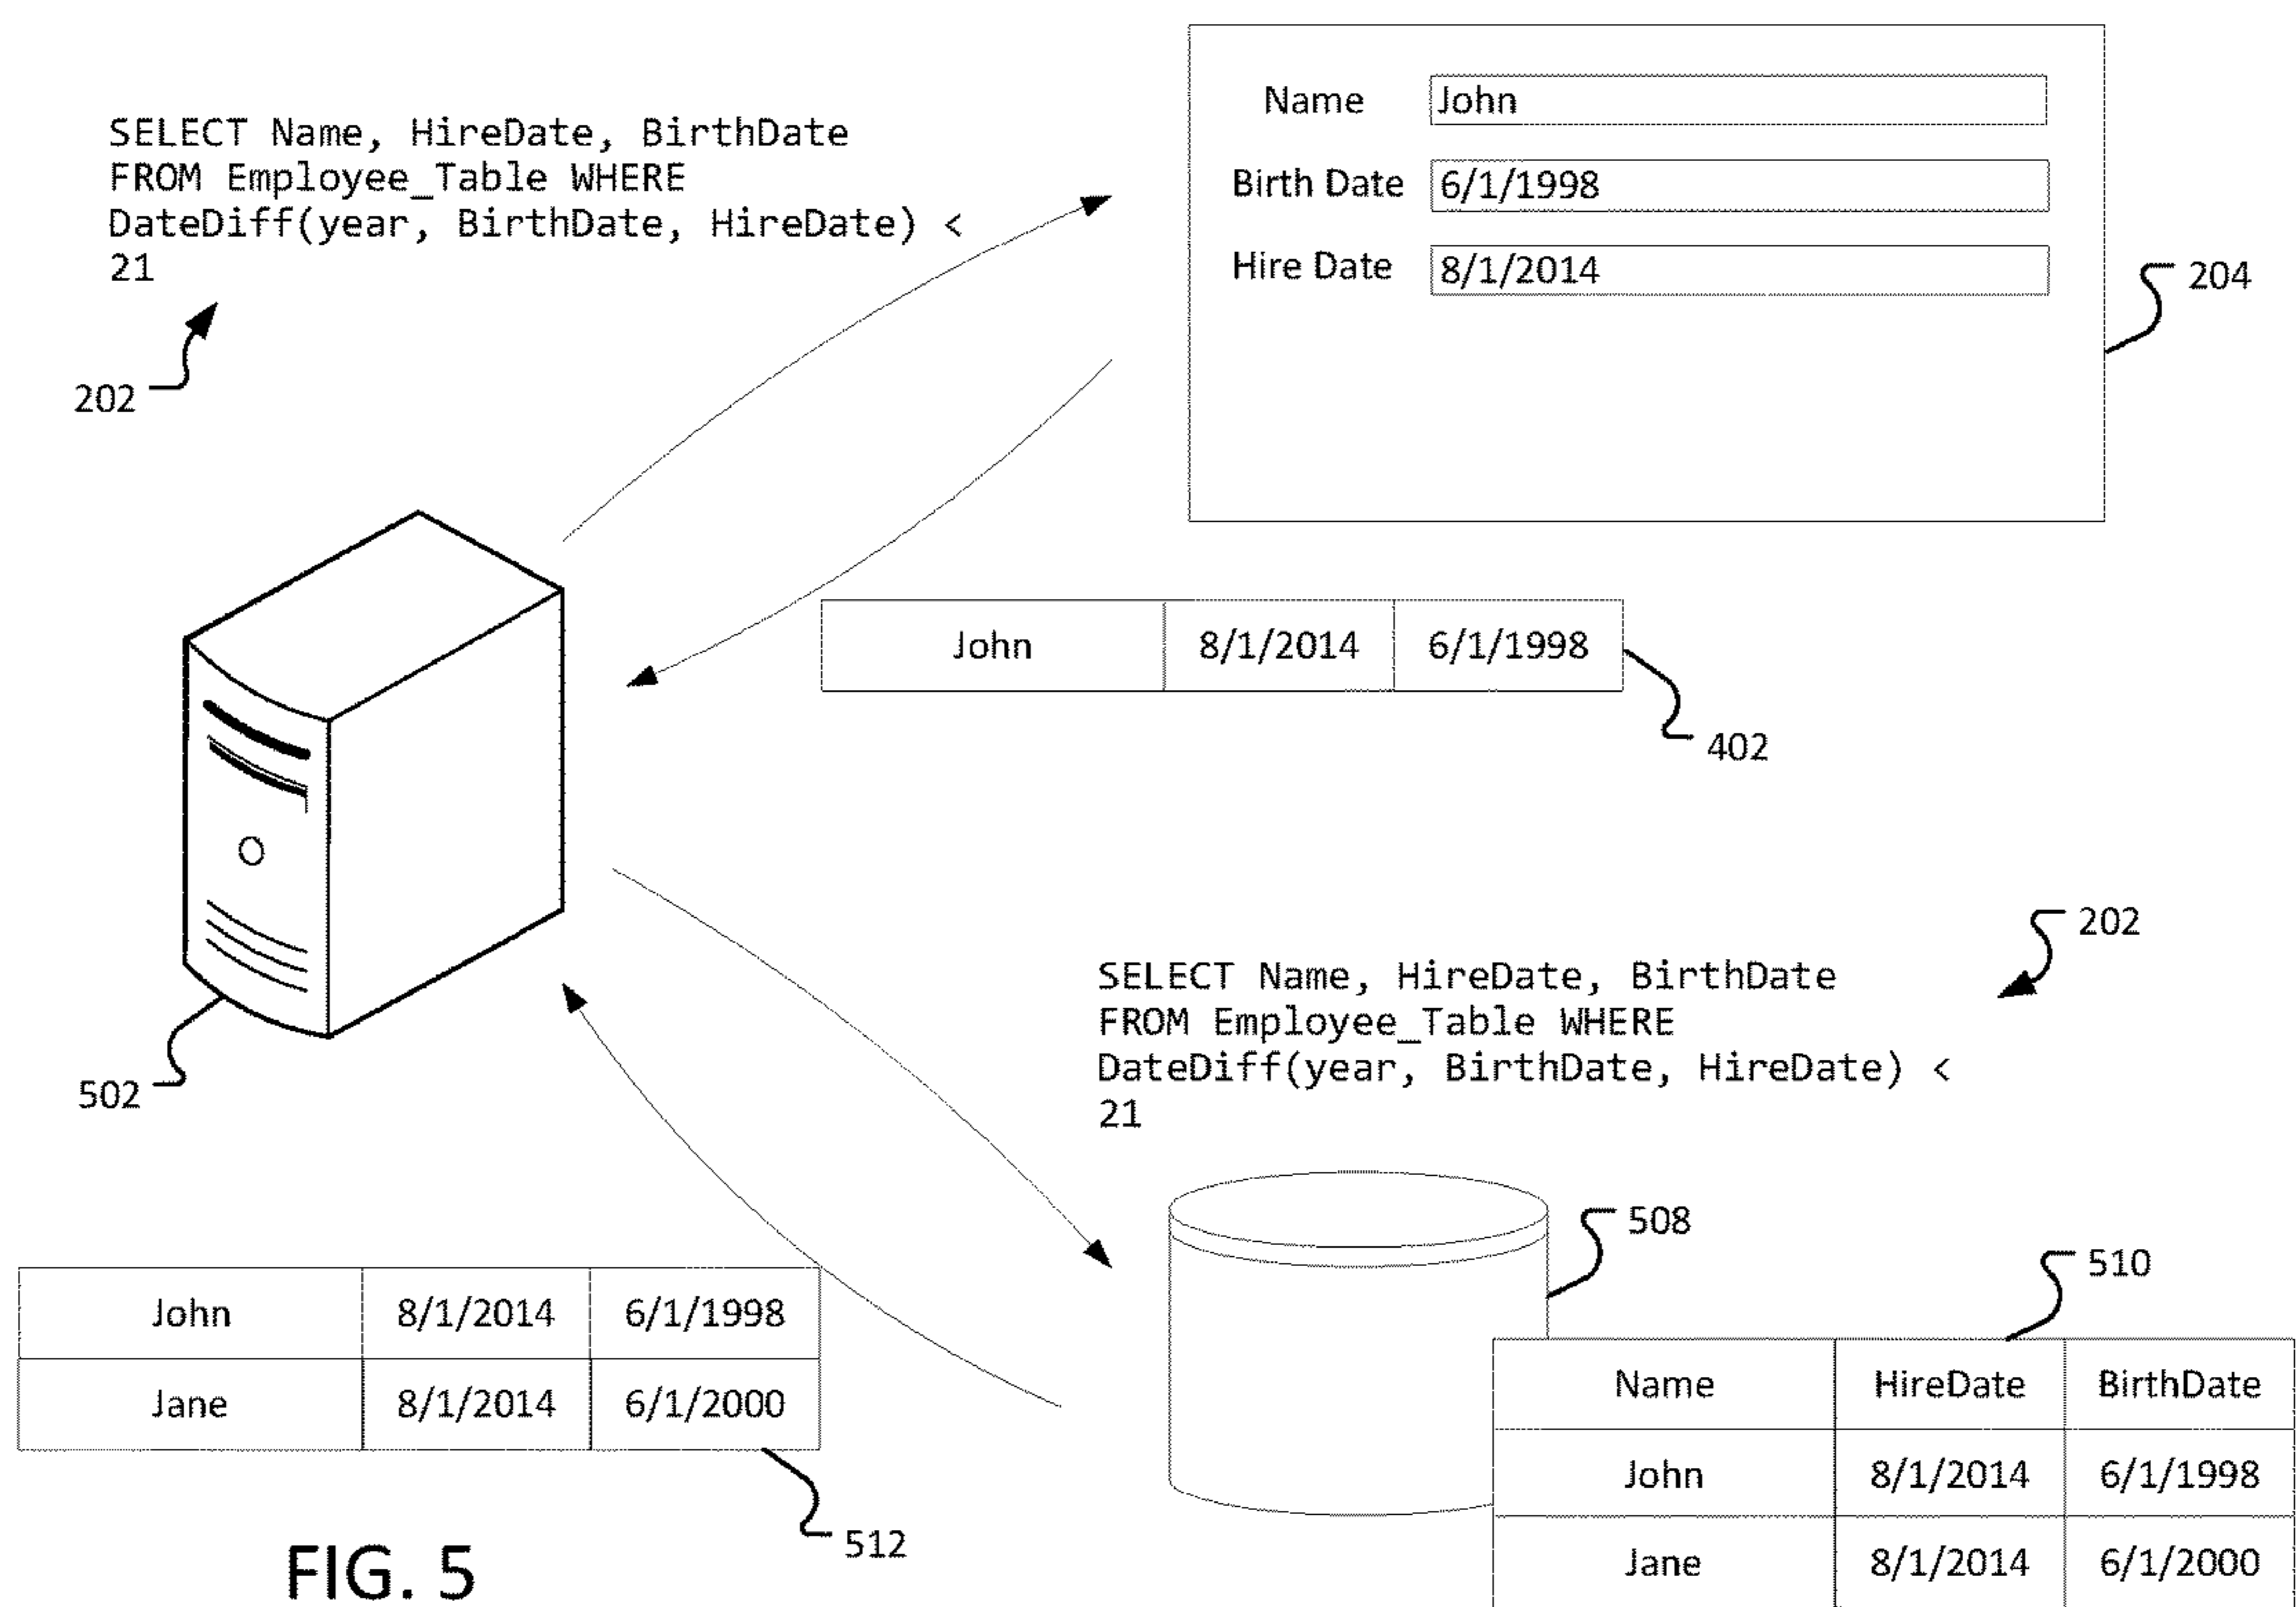 SELECT Name, HireDate, BirthDate
FROM Employee_Table WHERE
DateDiff(year, BirthDate, HireDate) <
21
202
Name John
Birth Date 6/1/1998
Hire Date 8/1/2014
204
John 8/1/2014 6/1/1998
402
502
202
SELECT Name, HireDate, BirthDate
FROM Employee_Table WHERE
DateDiff(year, BirthDate, HireDate) <
21
508
510
Name HireDate BirthDate
John 8/1/2014 6/1/1998
Jane 8/1/2014 6/1/2000
John 8/1/2014 6/1/1998
Jane 8/1/2014 6/1/2000
512
FIG. 5